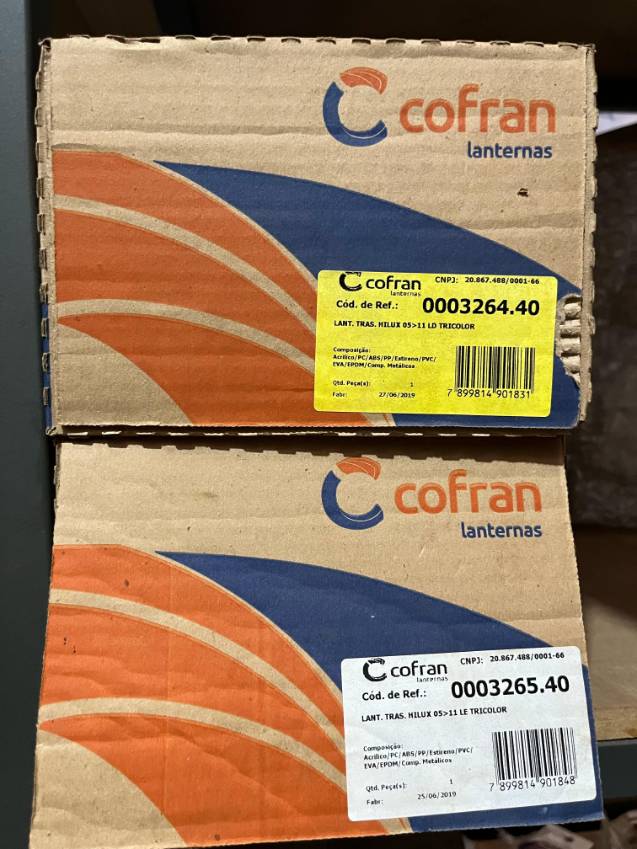 cofran
lanternas
cofran
lanternas
CNPJ: 20.867.488/0001-66
Cód. de Ref.: 0003264.40
LANT. TRAS. HILUX 05>11 LD TRICOLOR
Composição:
Acrílico/PC/ABS/PP/Estireno/PVC/
EVA/EPDM/Comp. Metálicos
Qtd. Peça(s): 1
Fabr: 27/06/2019
7 899814 901831
cofran
lanternas
cofran
lanternas
CNPJ: 20.867.488/0001-66
Cód. de Ref.: 0003265.40
LANT. TRAS. HILUX 05>11 LE TRICOLOR
Composição:
Acrílico/PC/ABS/PP/Estireno/PVC/
EVA/EPDM/Comp. Metálicos
Qtd. Peça(s): 1
Fabr: 25/06/2019
7 899814 901848